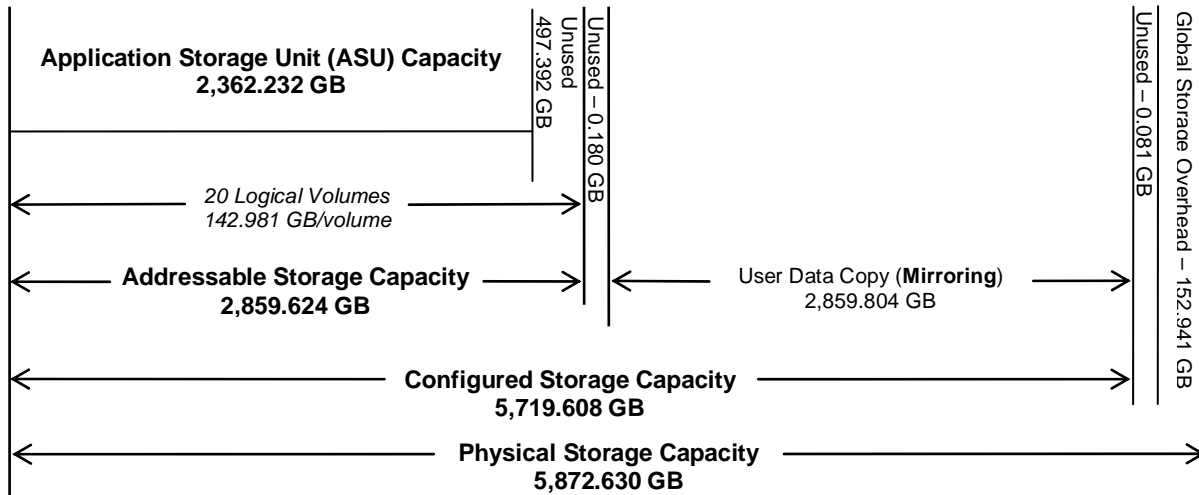 Application Storage Unit (ASU) Capacity
2,362.232 GB
Unused
497.392 GB
Unused – 0.180 GB
Unused – 0.081 GB
Global Storage Overhead – 152.941 GB
20 Logical Volumes
142.981 GB/volume
Addressable Storage Capacity
2,859.624 GB
User Data Copy (Mirroring)
2,859.804 GB
Configured Storage Capacity
5,719.608 GB
Physical Storage Capacity
5,872.630 GB